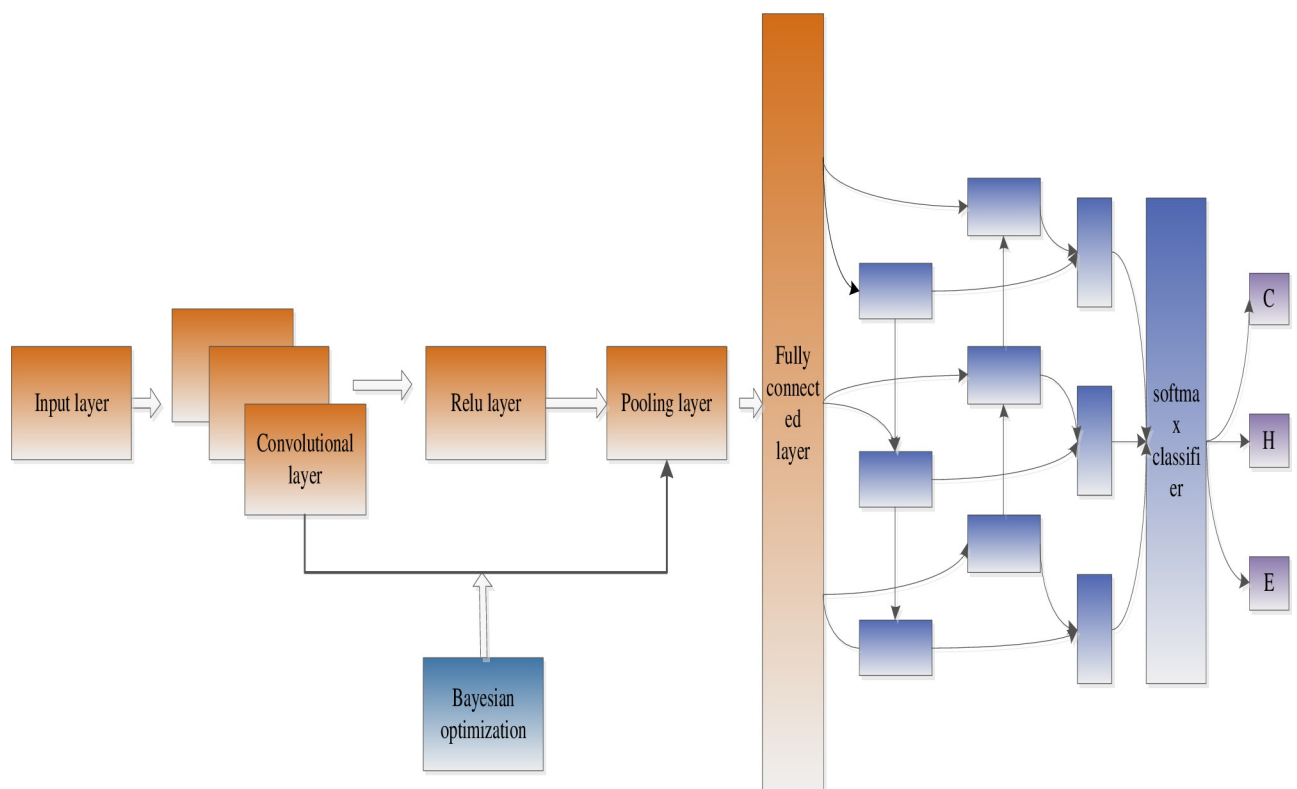 Input layer
Convolutional
layer
Relu layer
Pooling layer
Bayesian
optimization
Fully
connect
ed
layer
softma
x
classifi
er
C
H
E